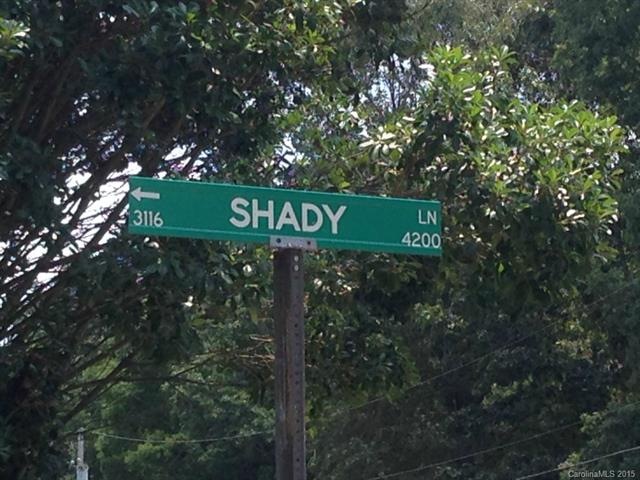 ← SHADY LN
3116 4200
CarolinaMLS 2015